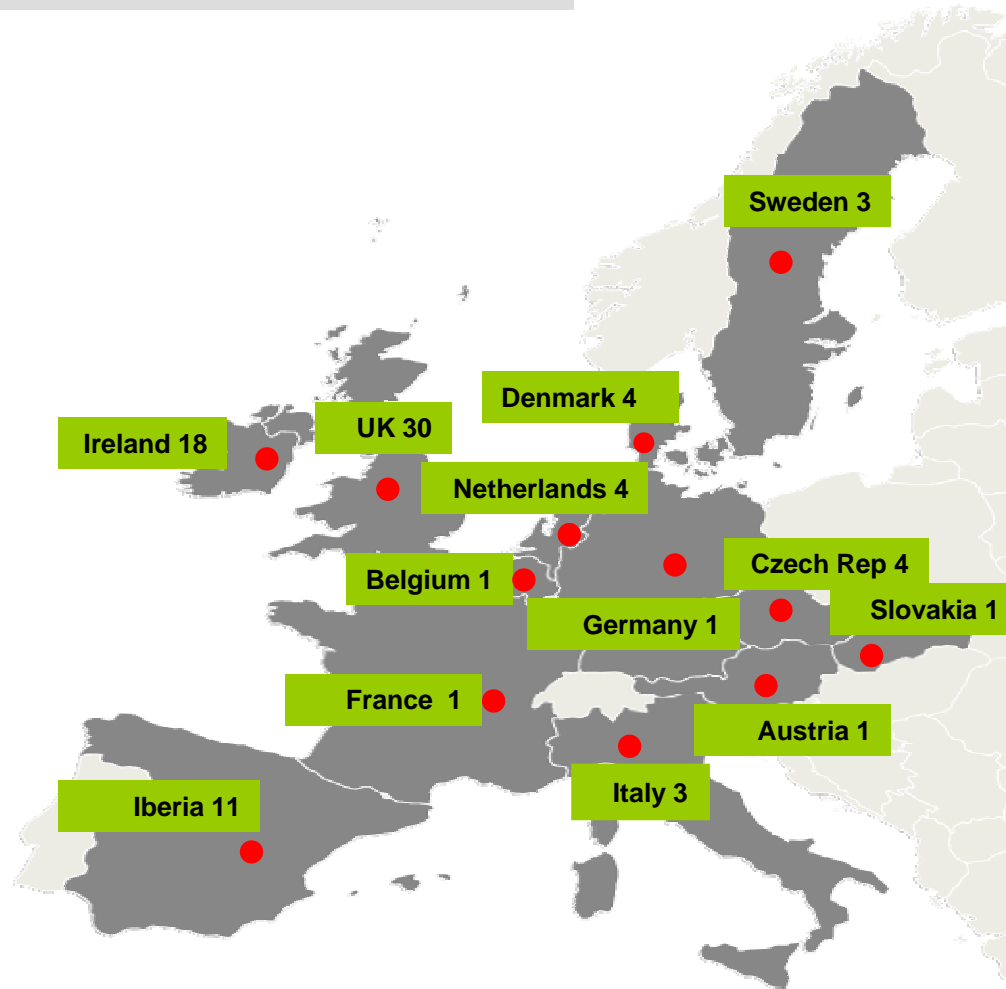 Sweden 3
Denmark 4
UK 30
Ireland 18
Netherlands 4
Czech Rep 4
Belgium 1
Slovakia 1
Germany 1
France 1
Austria 1
Italy 3
Iberia 11